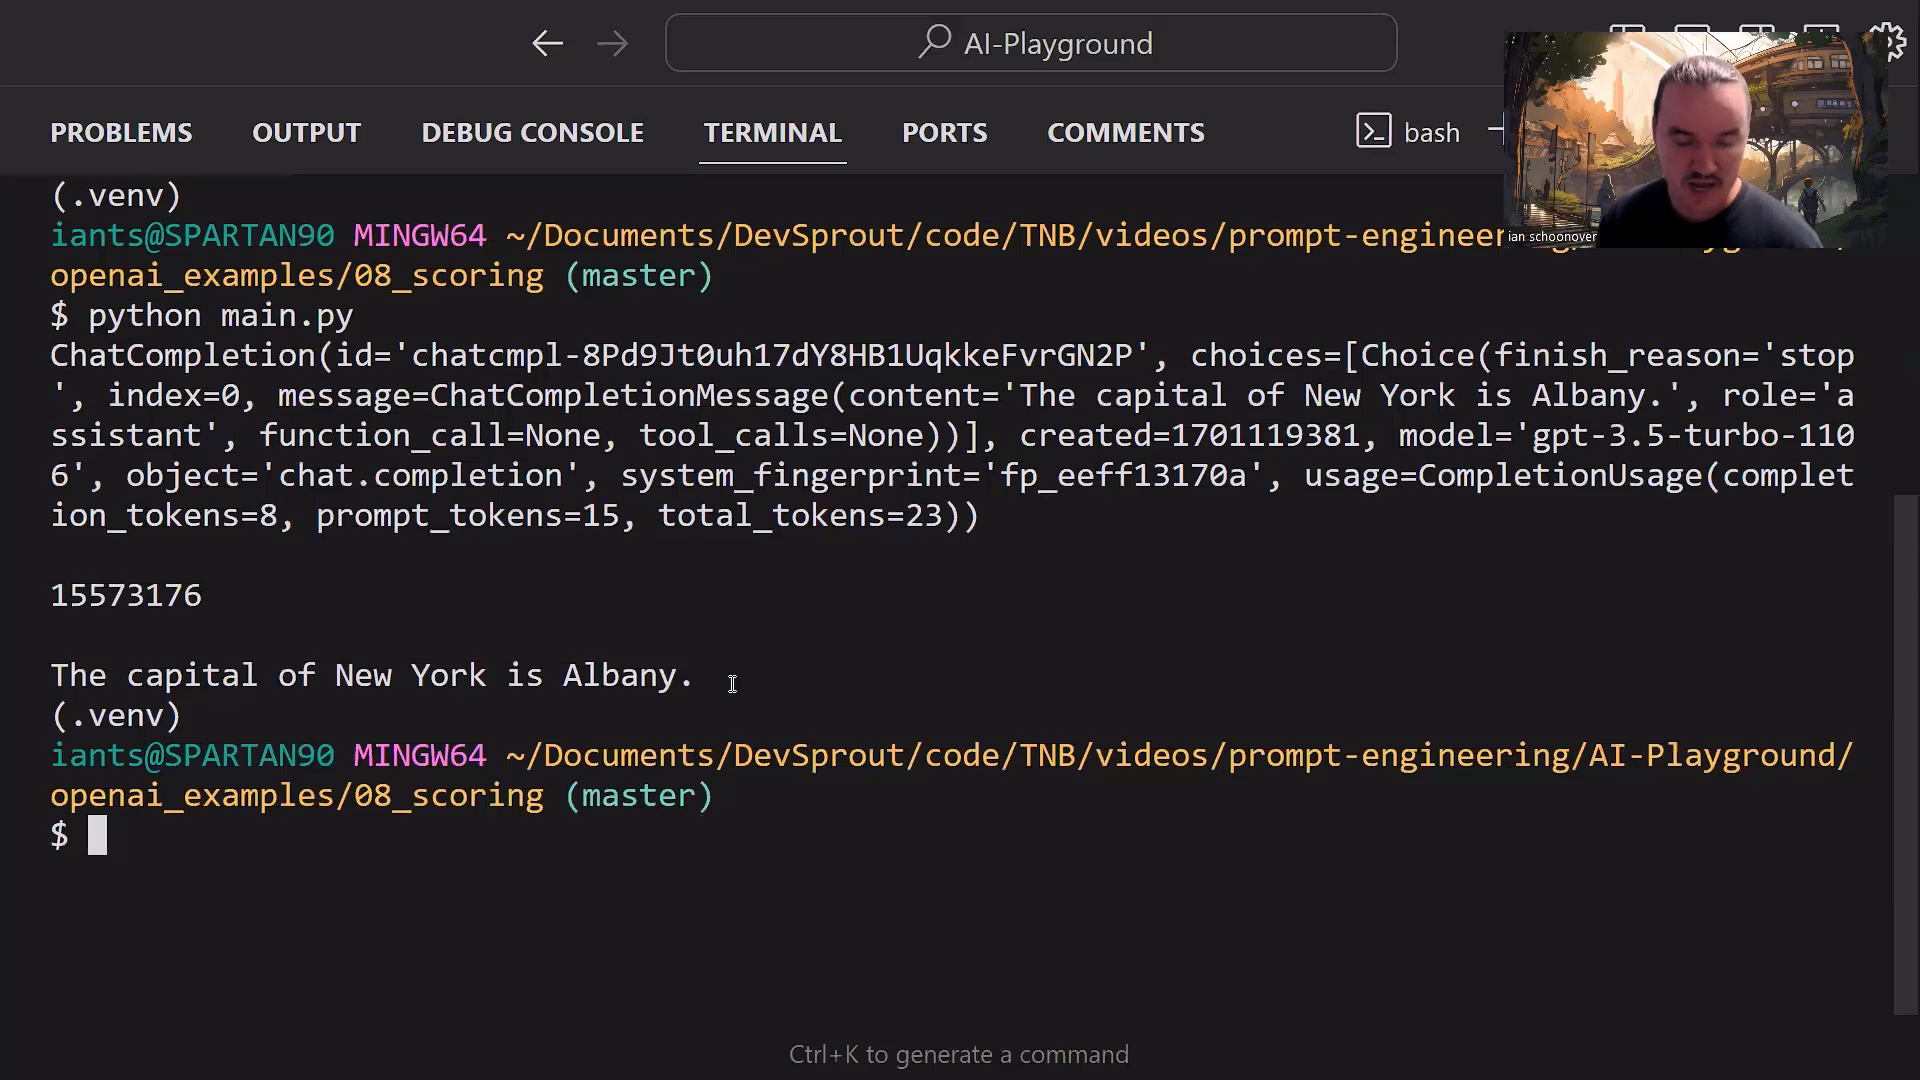 AI-Playground
PROBLEMS OUTPUT DEBUG CONSOLE TERMINAL PORTS COMMENTS bash
(.venv)
iants@SPARTAN90 MINGW64 ~/Documents/DevSprout/code/TNB/videos/prompt-engineer
ian schoonover
openai_examples/08_scoring (master)
$ python main.py
ChatCompletion(id='chatcmpl-8Pd9Jt0uh17dY8HB1UqkkeFvrGN2P', choices=[Choice(finish_reason='stop
', index=0, message=ChatCompletionMessage(content='The capital of New York is Albany.', role='a
ssistant', function_call=None, tool_calls=None))], created=1701119381, model='gpt-3.5-turbo-110
6', object='chat.completion', system_fingerprint='fp_eeff13170a', usage=CompletionUsage(complet
ion_tokens=8, prompt_tokens=15, total_tokens=23))
15573176
The capital of New York is Albany.
(.venv)
iants@SPARTAN90 MINGW64 ~/Documents/DevSprout/code/TNB/videos/prompt-engineering/AI-Playground/
openai_examples/08_scoring (master)
$
Ctrl+K to generate a command